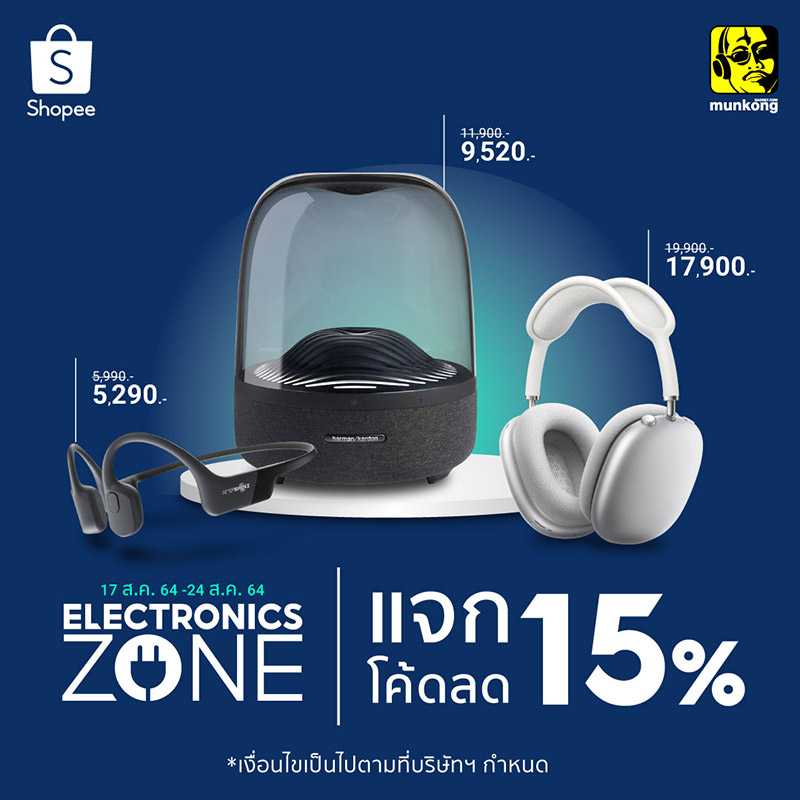 Shopee
GADGET.COM
munkong
11,900.-
9,520.-
19,900.-
17,900.-
5,990.-
5,290.-
harman/kardon
17 ส.ค. 64 -24 ส.ค. 64
ELECTRONICS
ZONE
แจก
โค้ดลด
15%
*เงื่อนไขเป็นไปตามที่บริษัทฯ กำหนด